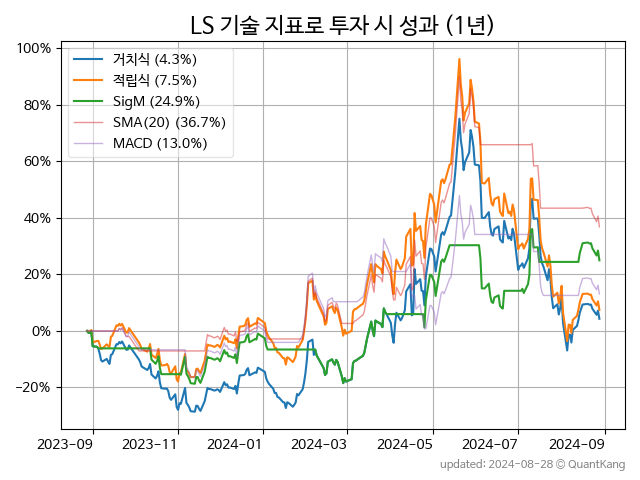 LS 기술 지표로 투자 시 성과 (1년)
100%
80%
60%
40%
20%
0%
−20%
거치식 (4.3%)
적립식 (7.5%)
SigM (24.9%)
SMA(20) (36.7%)
MACD (13.0%)
2023-09 2023-11 2024-01 2024-03 2024-05 2024-07 2024-09
updated: 2024-08-28 © QuantKang